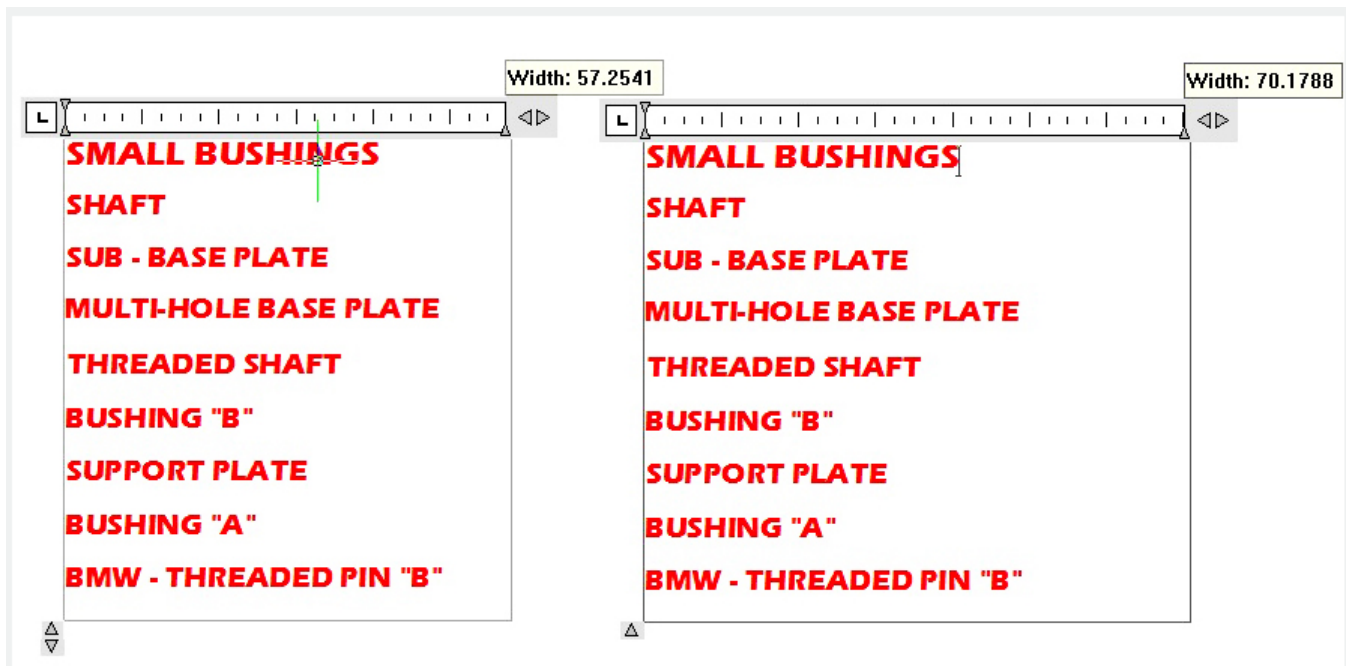 Width: 57.2541
SMALL BUSHINGS
SHAFT
SUB - BASE PLATE
MULTI-HOLE BASE PLATE
THREADED SHAFT
BUSHING "B"
SUPPORT PLATE
BUSHING "A"
BMW - THREADED PIN "B"
Width: 70.1788
SMALL BUSHINGS
SHAFT
SUB - BASE PLATE
MULTI-HOLE BASE PLATE
THREADED SHAFT
BUSHING "B"
SUPPORT PLATE
BUSHING "A"
BMW - THREADED PIN "B"